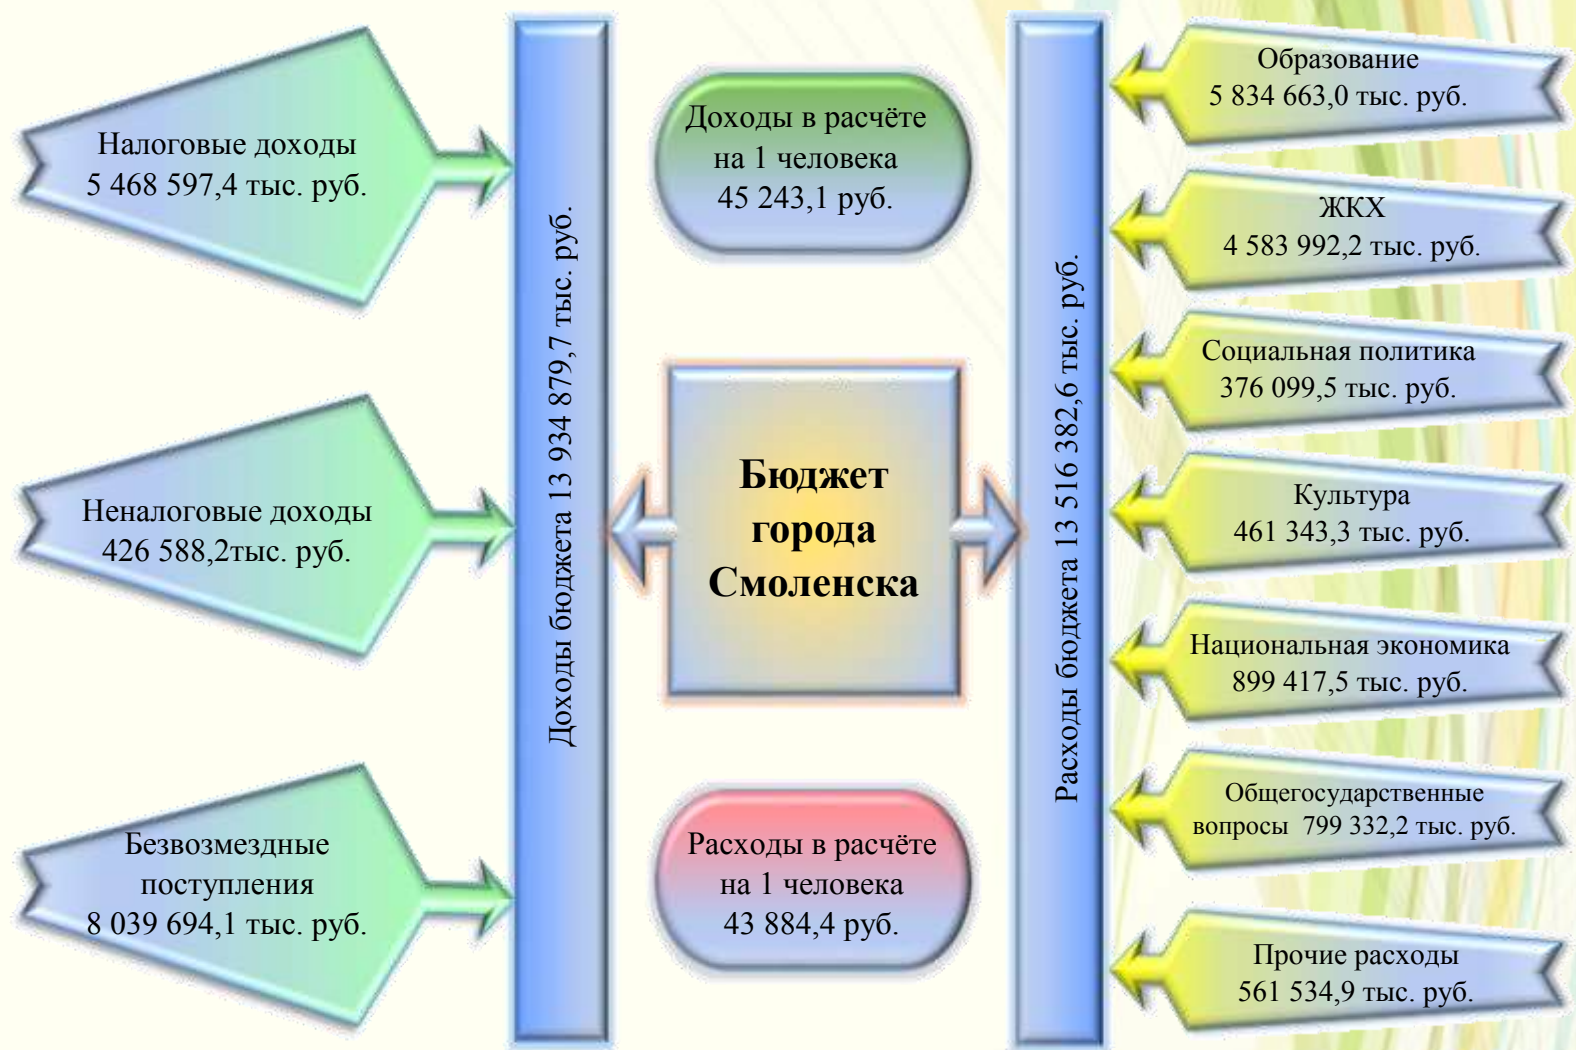 Налоговые доходы
5 468 597,4 тыс. руб.
Неналоговые доходы
426 588,2тыс. руб.
Безвозмездные
поступления
8 039 694,1 тыс. руб.
Доходы бюджета 13 934 879,7 тыс. руб.
Доходы в расчёте
на 1 человека
45 243,1 руб.
Бюджет
города
Смоленска
Расходы в расчёте
на 1 человека
43 884,4 руб.
Расходы бюджета 13 516 382,6 тыс. руб.
Образование
5 834 663,0 тыс. руб.
ЖКХ
4 583 992,2 тыс. руб.
Социальная политика
376 099,5 тыс. руб.
Культура
461 343,3 тыс. руб.
Национальная экономика
899 417,5 тыс. руб.
Общегосударственные
вопросы 799 332,2 тыс. руб.
Прочие расходы
561 534,9 тыс. руб.